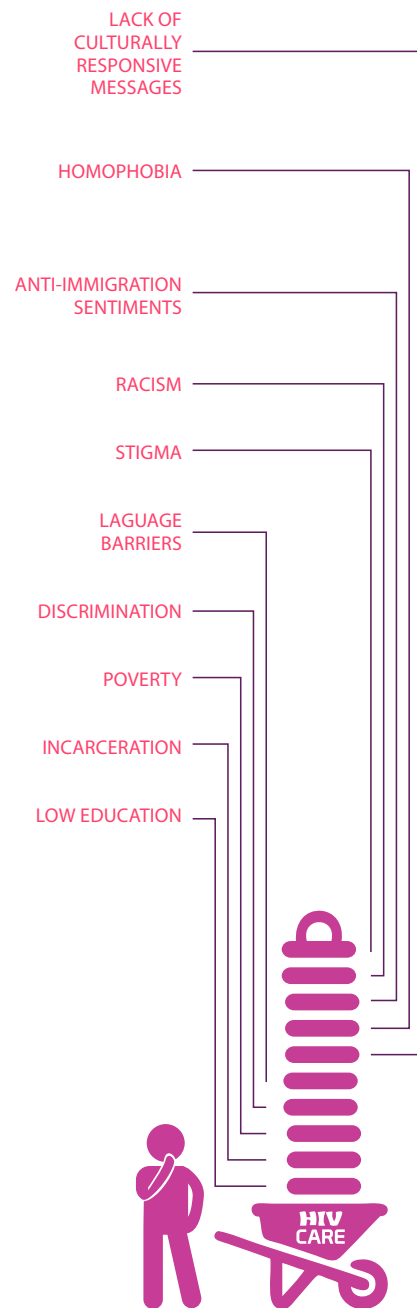 LACK OF
CULTURALLY
RESPONSIVE
MESSAGES
HOMOPHOBIA
ANTI-IMMIGRATION
SENTIMENTS
RACISM
STIGMA
LAGUAGE
BARRIERS
DISCRIMINATION
POVERTY
INCARCERATION
LOW EDUCATION
HIV
CARE